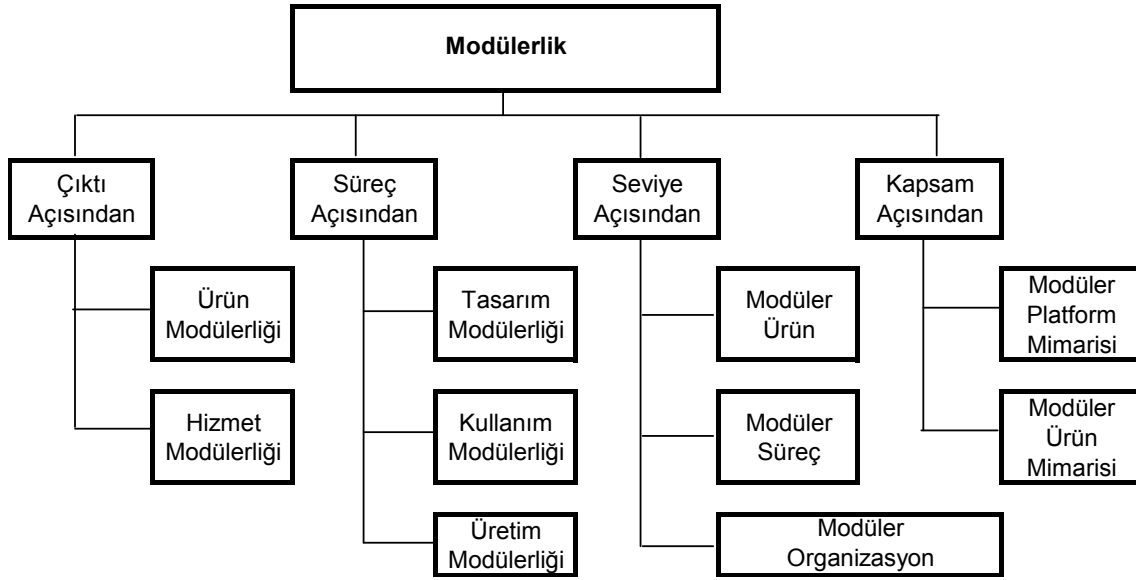 Modülerlik
Çıktı
Açısından
Süreç
Açısından
Seviye
Açısından
Kapsam
Açısından
Ürün
Modülerliği
Hizmet
Modülerliği
Tasarım
Modülerliği
Kullanım
Modülerliği
Üretim
Modülerliği
Modüler
Ürün
Modüler
Süreç
Modüler
Organizasyon
Modüler
Platform
Mimarisi
Modüler
Ürün
Mimarisi